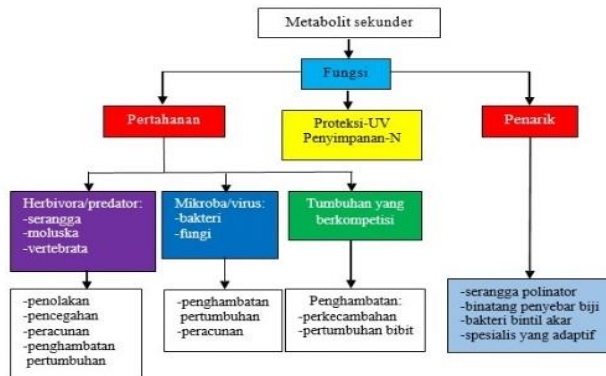 Metabolit sekunder
Fungsi
Pertahanan
Proteksi-UV
Penyimpanan-N
Penarik
Herbivora/predator:
-serangga
-moluska
-vertebrata
Mikroba/virus:
-bakteri
-fungi
Tumbuhan yang
berkompetisi
-penolakan
-pencegahan
-peracunan
-penghambatan
pertumbuhan
-penghambatan
pertumbuhan
-peracunan
Penghambatan:
-perkecambahan
-pertumbuhan bibit
-serangga polinator
-binatang penyebar biji
-bakteri bintil akar
-spesialis yang adaptif